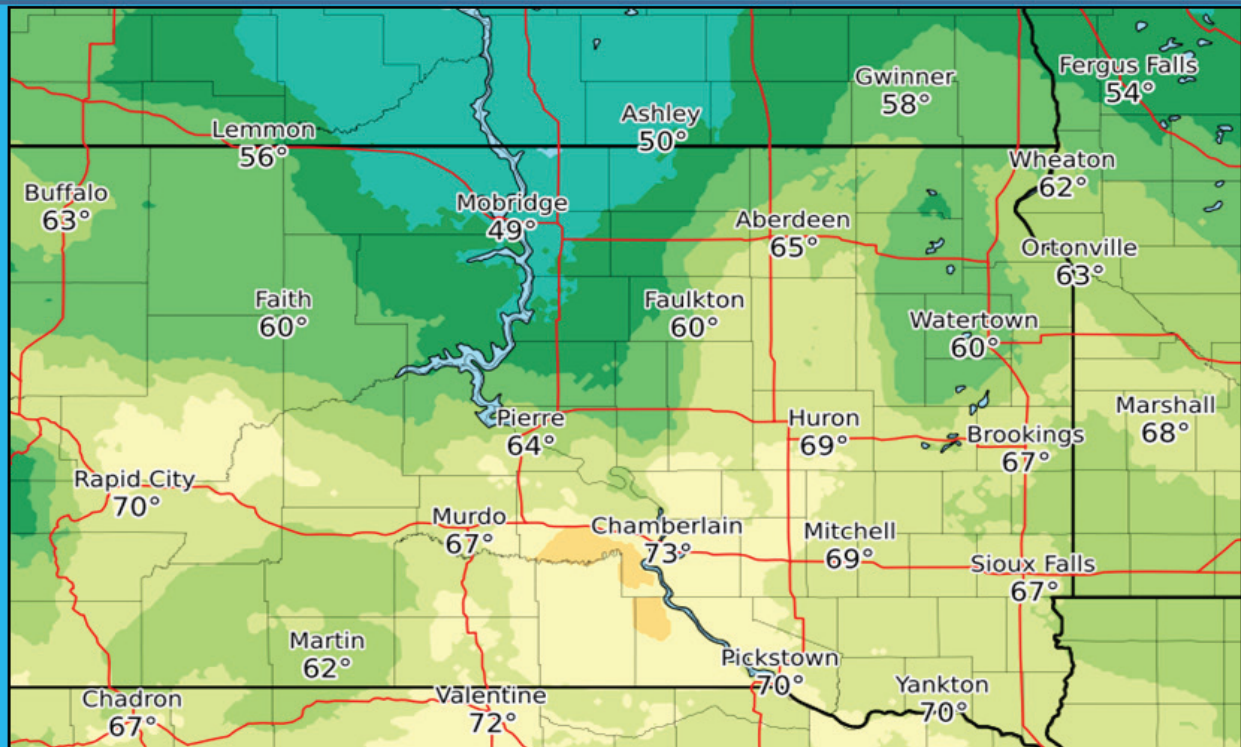 Gwinner
58°
Fergus Falls
54°
Ashley
50°
Lemmon
56°
Wheaton
62°
Buffalo
63°
Mobridge
49°
Aberdeen
65°
Ortonville
63°
Faith
60°
Faulkton
60°
Watertown
60°
Marshall
68°
Pierre
64°
Huron
69°
Brookings
67°
Rapid City
70°
Murdo
67°
Chamberlain
73°
Mitchell
69°
Sioux Falls
67°
Martin
62°
Pickstown
70°
Chadron
67°
Valentine
72°
Yankton
70°